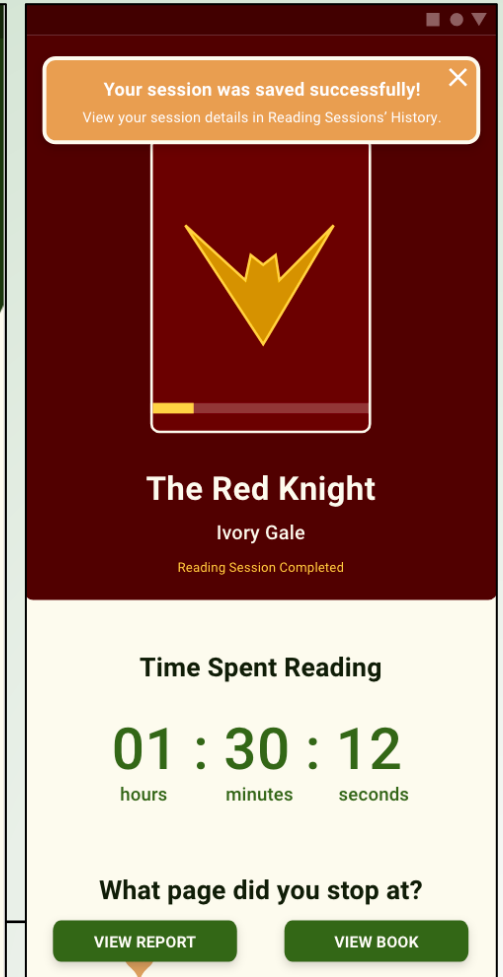 Your session was saved successfully!
View your session details in Reading Sessions’ History.
The Red Knight
Ivory Gale
Reading Session Completed
Time Spent Reading
01 : 30 : 12
hours minutes seconds
What page did you stop at?
VIEW REPORT VIEW BOOK